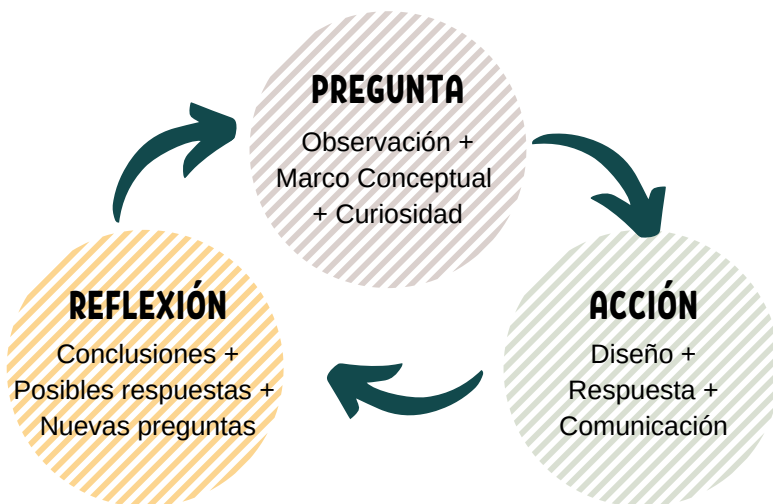 PREGUNTA
Observación +
Marco Conceptual
+ Curiosidad
ACCIÓN
Diseño +
Respuesta +
Comunicación
REFLEXIÓN
Conclusiones +
Posibles respuestas +
Nuevas preguntas